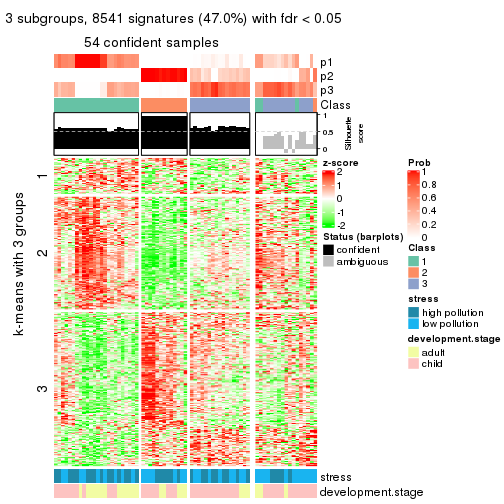 3 subgroups, 8541 signatures (47.0%) with fdr < 0.05
54 confident samples
p1
p2
p3
Class
1
0.5
0
Silhouette
score
k-means with 3 groups
1
2
3
stress
development.stage
z-score
2
1
0
-1
-2
Status (barplots)
confident
ambiguous
Prob
1
0.8
0.6
0.4
0.2
0
Class
1
2
3
stress
high pollution
low pollution
development.stage
adult
child